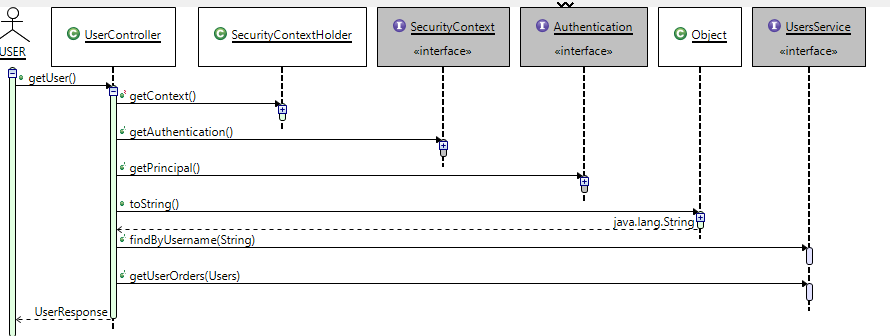 USER
C UserController
C SecurityContextHolder
I SecurityContext
«interface»
I Authentication
«interface»
C Object
I UsersService
«interface»
getUser()
getContext()
getAuthentication()
getPrincipal()
toString()
java.lang.String
findByUsername(String)
getUserOrders(Users)
UserResponse